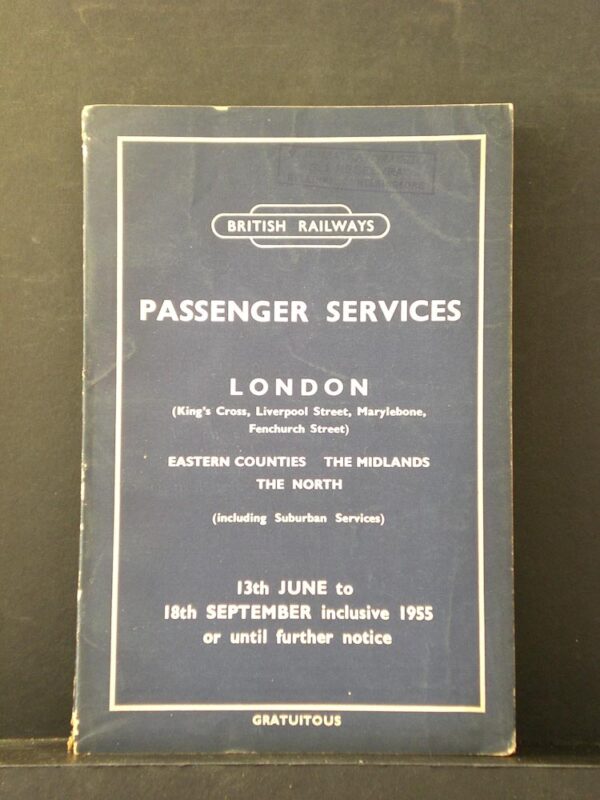 BRITISH RAILWAYS
PASSENGER SERVICES
LONDON
(King's Cross, Liverpool Street, Marylebone,
Fenchurch Street)
EASTERN COUNTIES THE MIDLANDS
THE NORTH
(including Suburban Services)
13th JUNE to
18th SEPTEMBER inclusive 1955
or until further notice
GRATUITOUS